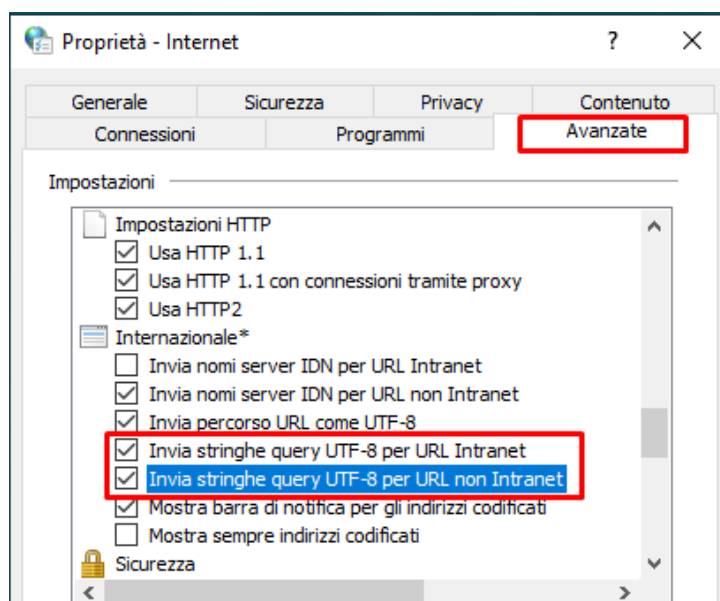 Proprietà - Internet
?
Generale
Sicurezza
Privacy
Contenuto
Connessioni
Programmi
Avanzate
Impostazioni
Impostazioni HTTP
Usa HTTP 1.1
Usa HTTP 1.1 con connessioni tramite proxy
Usa HTTP2
Internazionale*
Invia nomi server IDN per URL Intranet
Invia nomi server IDN per URL non Intranet
Invia percorso URL come UTF-8
Invia stringhe query UTF-8 per URL Intranet
Invia stringhe query UTF-8 per URL non Intranet
Mostra barra di notifica per gli indirizzi codificati
Mostra sempre indirizzi codificati
Sicurezza